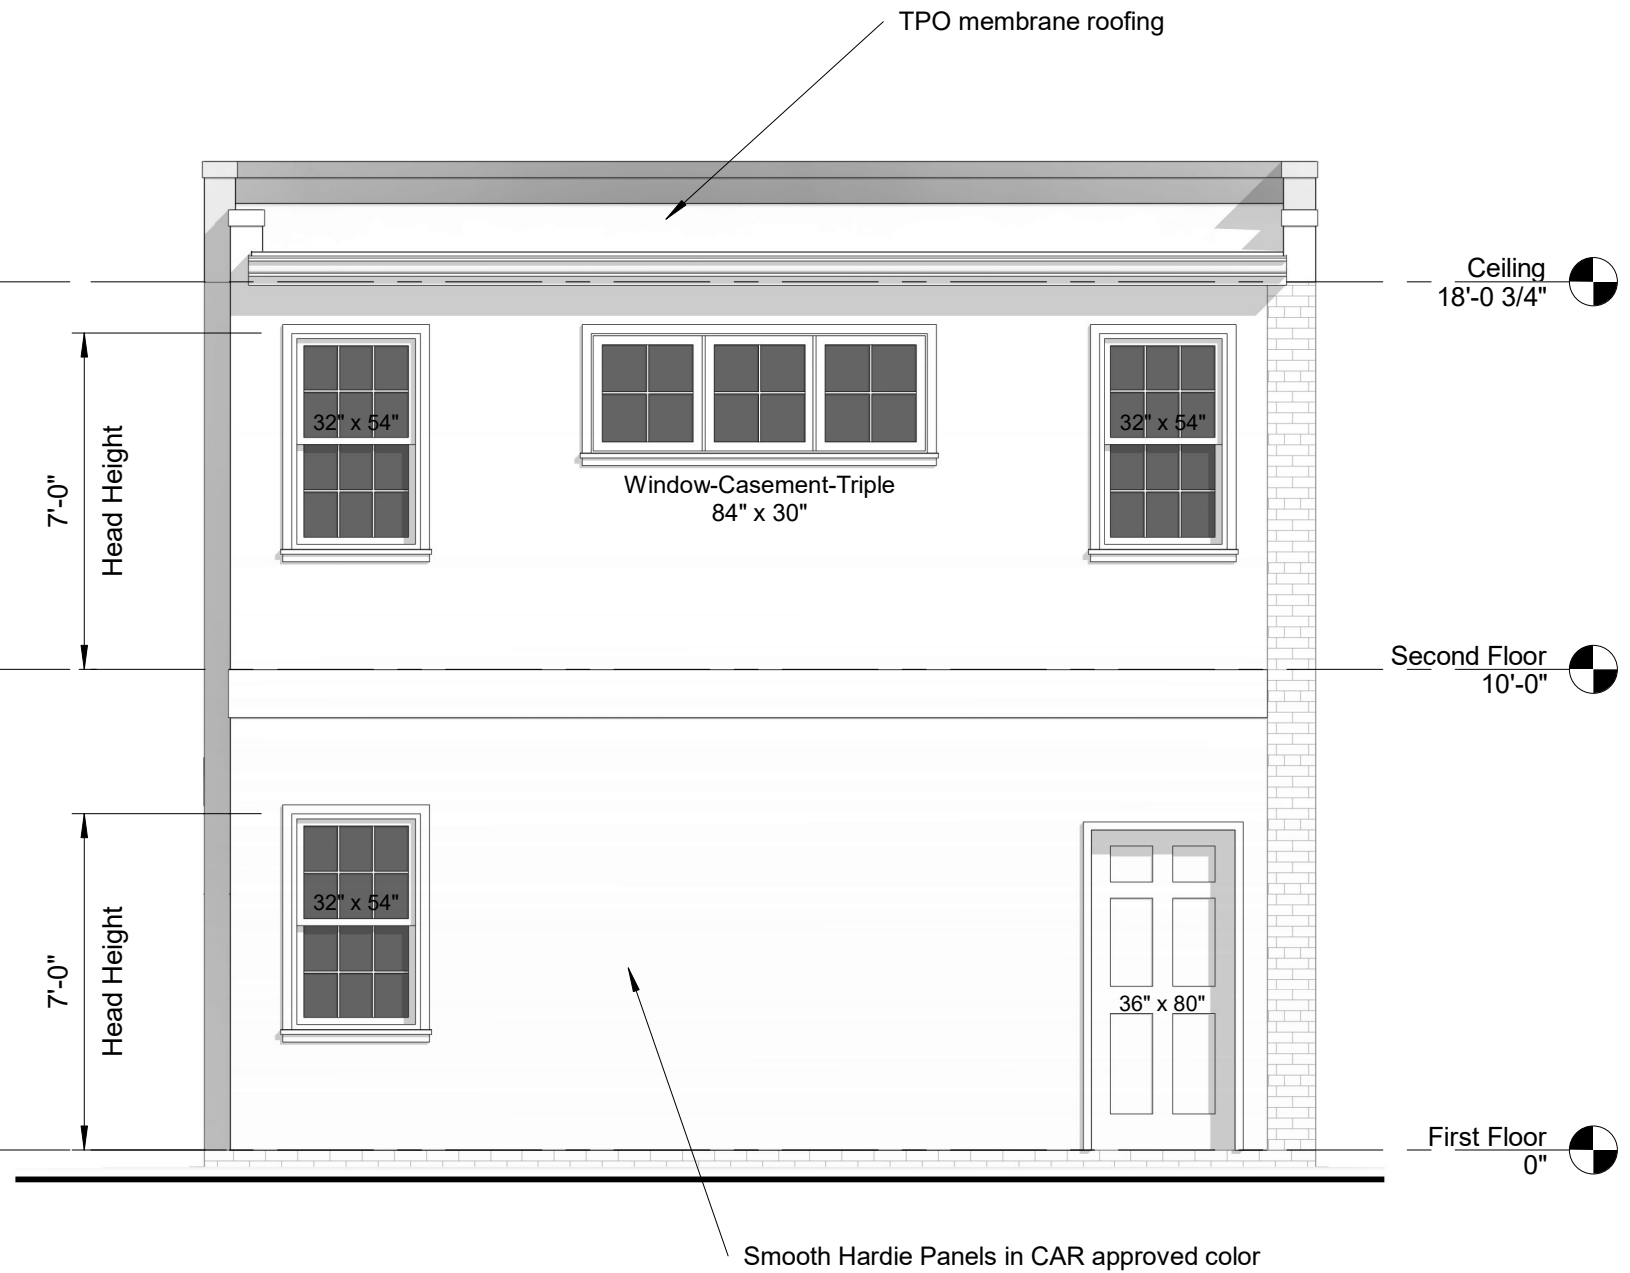 TPO membrane roofing
Ceiling
18'-0 3/4"
32" x 54"
32" x 54"
Window-Casement-Triple
84" x 30"
7'-0"
Head Height
Second Floor
10'-0"
32" x 54"
7'-0"
Head Height
36" x 80"
First Floor
0"
Smooth Hardie Panels in CAR approved color